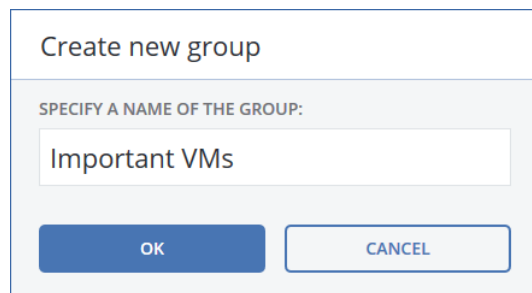 Create new group
SPECIFY A NAME OF THE GROUP:
Important VMs
OK
CANCEL